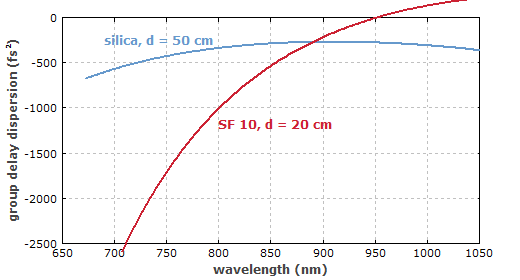 group delay dispersion (fs²)
0
-500
-1000
-1500
-2000
-2500
silica, d = 50 cm
SF 10, d = 20 cm
650 700 750 800 850 900 950 1000 1050
wavelength (nm)